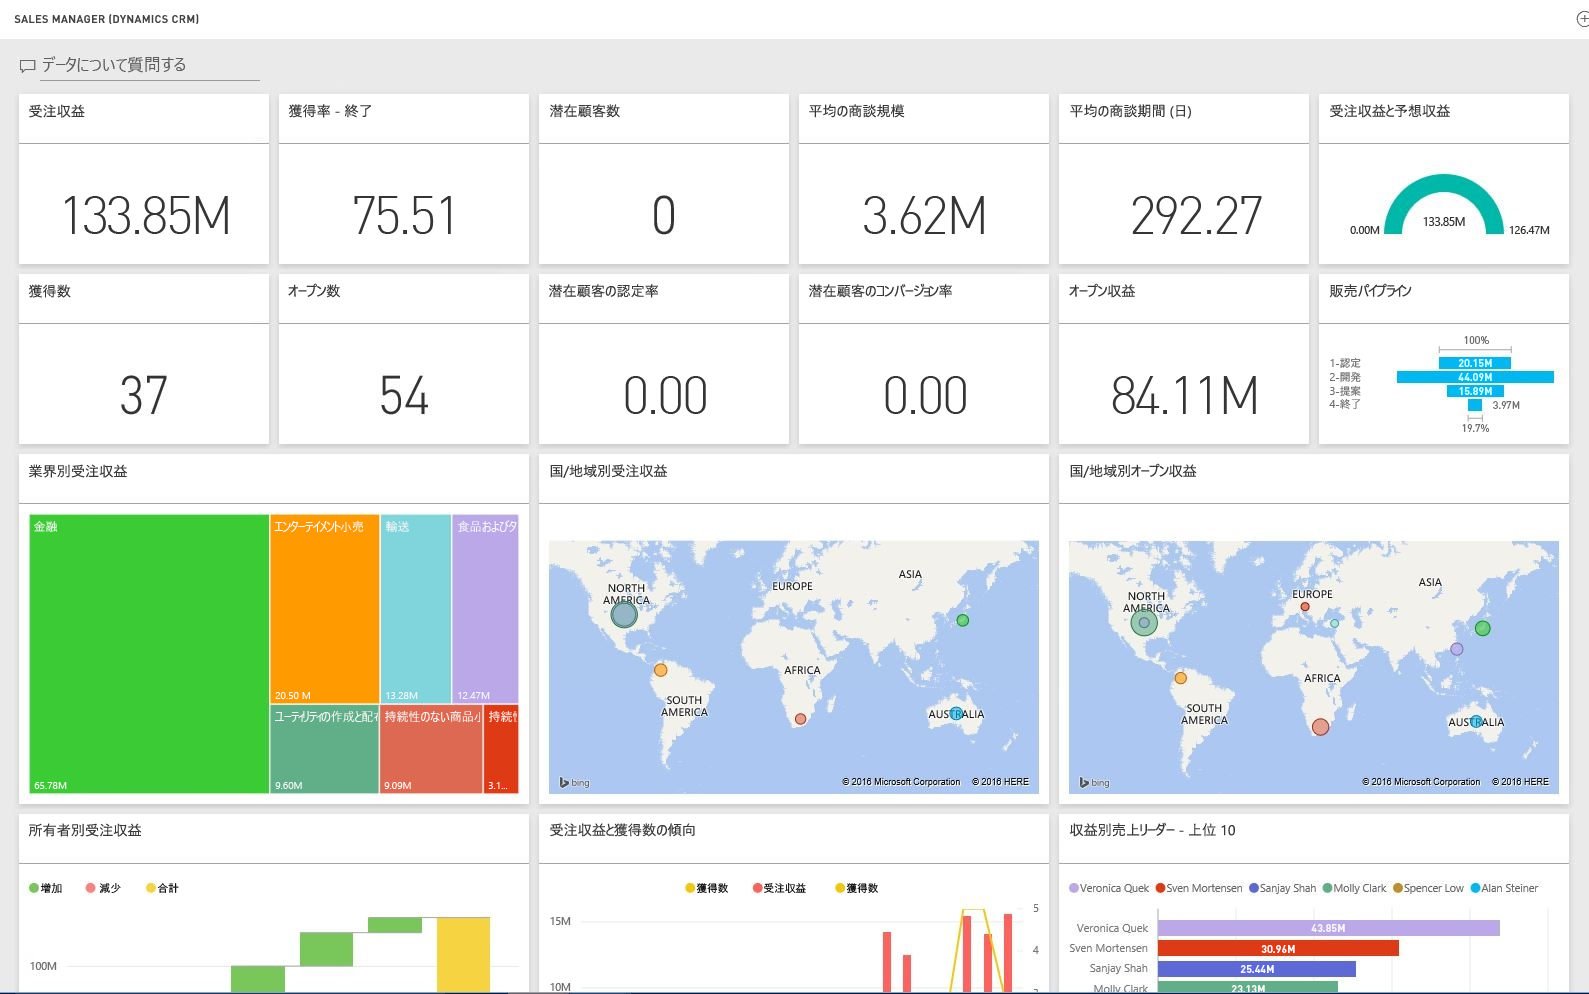 SALES MANAGER (DYNAMICS CRM)
データについて質問する
受注収益
133.85M
獲得率 - 終了
75.51
潜在顧客数
0
平均の商談規模
3.62M
平均の商談期間 (日)
292.27
受注収益と予想収益
133.85M
0.00M
126.47M
獲得数
37
オープン数
54
潜在顧客の認定率
0.00
潜在顧客のコンバージョン率
0.00
オープン収益
84.11M
販売パイプライン
100%
1-認定
20.15M
2-開発
44.09M
3-提案
15.89M
4-終了
3.97M
19.7%
業界別受注収益
金融
65.78M
エンターテイメント小売
20.50 M
輸送
13.28M
食品およびタ
12.47M
ユーティリティの作成と配
9.60M
持続性のない商品
9.09M
持続性
3.1...
国/地域別受注収益
NORTH
AMERICA
EUROPE
ASIA
AFRICA
SOUTH
AMERICA
AUSTRALIA
bing
© 2016 Microsoft Corporation
© 2016 HERE
国/地域別オープン収益
NORTH
AMERICA
EUROPE
ASIA
AFRICA
SOUTH
AMERICA
AUSTRALIA
bing
© 2016 Microsoft Corporation
© 2016 HERE
所有者別受注収益
増加
減少
合計
100M
受注収益と獲得数の傾向
獲得数
受注収益
獲得数
15M
10M
5
4
収益別売上リーダー - 上位 10
Veronica Quek
Sven Mortensen
Sanjay Shah
Molly Clark
Spencer Low
Alan Steiner
Veronica Quek
43.85M
Sven Mortensen
30.96M
Sanjay Shah
25.44M
Molly Clark
23.13M